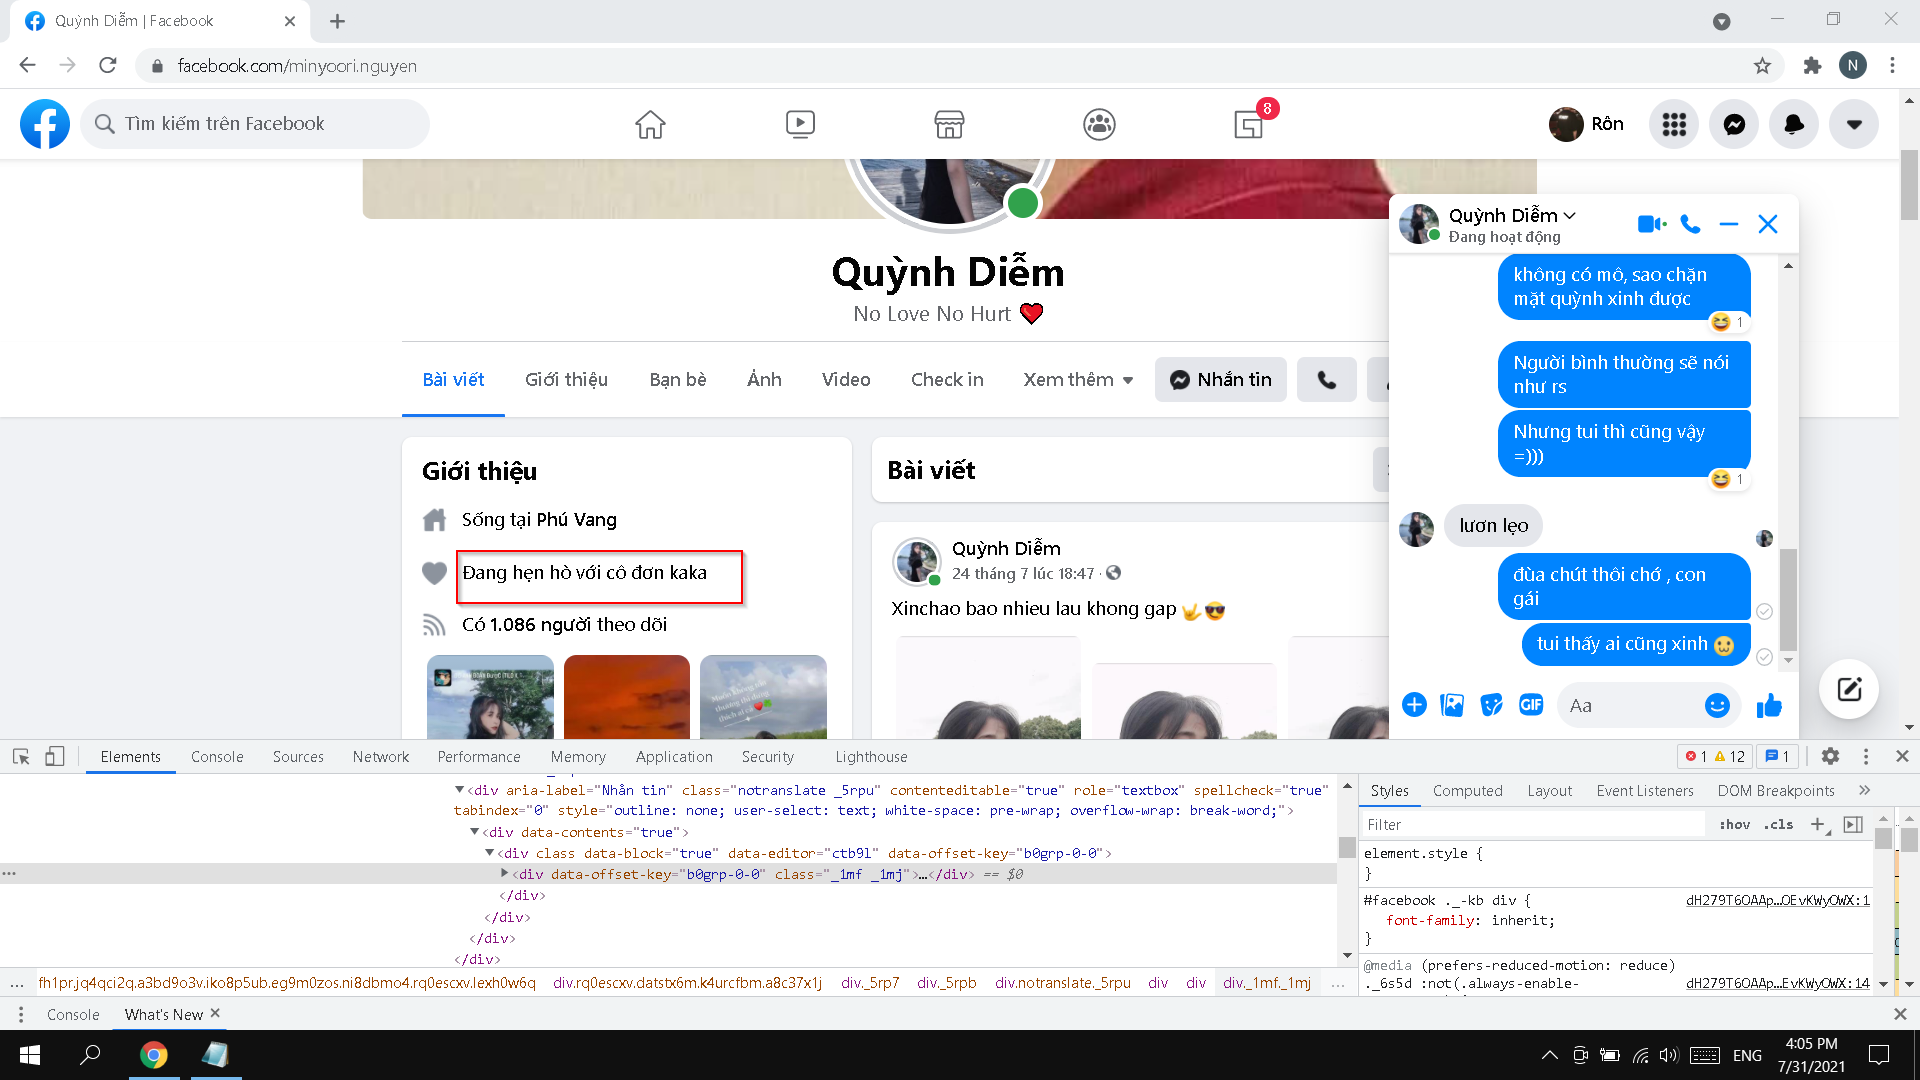 Quỳnh Diễm | Facebook
facebook.com/minyoori.nguyen
N
Tìm kiếm trên Facebook
8
Rôn
Quỳnh Diễm
No Love No Hurt ❤️
Bài viết
Giới thiệu
Bạn bè
Ảnh
Video
Check in
Xem thêm
Nhắn tin
Giới thiệu
Sống tại Phú Vang
Đang hẹn hò với cô đơn kaka
Có 1.086 người theo dõi
Bài viết
Quỳnh Diễm
24 tháng 7 lúc 18:47 ·
Xinchao bao nhieu lau khong gap 🤟😎
Quỳnh Diễm
Đang hoạt động
không có mô, sao chặn
mặt quỳnh xinh được
😆 1
Người bình thường sẽ nói
như rs
Nhưng tui thì cũng vậy
=)))
😆 1
lươn lẹo
đùa chút thôi chớ , con
gái
tui thấy ai cũng xinh 🙂
GIF
Aa
Elements
Console
Sources
Network
Performance
Memory
Application
Security
Lighthouse
1
12
1
▼<div aria-label="Nhắn tin" class="notranslate _5rpu" contenteditable="true" role="textbox" spellcheck="true"
tabindex="0" style="outline: none; user-select: text; white-space: pre-wrap; overflow-wrap: break-word;">
▼<div data-contents="true">
▼<div class data-block="true" data-editor="ctb9l" data-offset-key="b0grp-0-0">
... ▶<div data-offset-key="b0grp-0-0" class="_1mf _1mj">…</div> == $0
</div>
</div>
</div>
</div>
... fh1pr.jq4qci2q.a3bd9o3v.iko8p5ub.eg9m0zos.ni8dbmo4.rq0escxv.lexh0w6q div.rq0escxv.datstx6m.k4urcfbm.a8c37x1j div._5rp7 div._5rpb div.notranslate._5rpu div div div._1mf._1mj ...
Styles
Computed
Layout
Event Listeners
DOM Breakpoints
»
Filter
:hov .cls
element.style {
}
#facebook ._-kb div {
dH279T6OAAp…OEvKWyOWX:1
font-family: inherit;
}
@media (prefers-reduced-motion: reduce)
._6s5d :not(.always-enable-
dH279T6OAAp…EvKWyOWX:14
Console
What's New
ENG
4:05 PM
7/31/2021